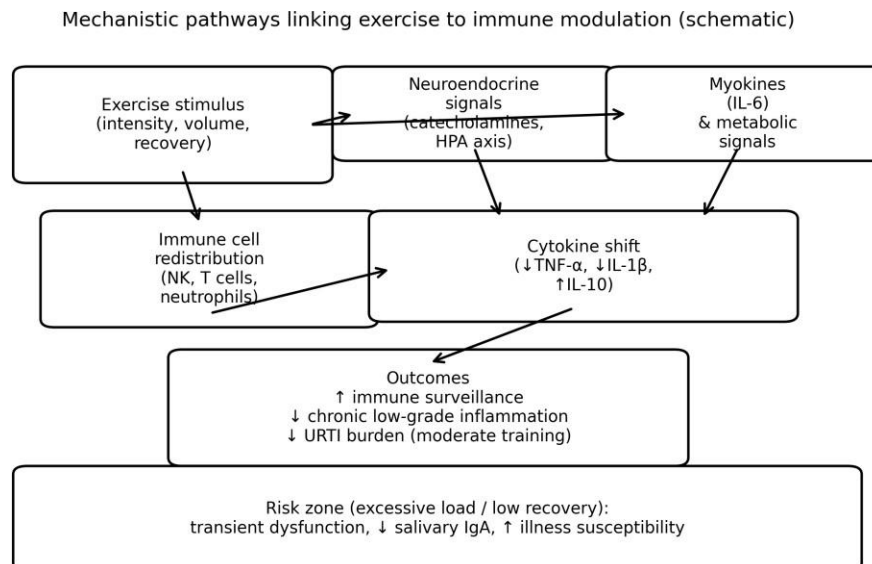 Mechanistic pathways linking exercise to immune modulation (schematic)
Exercise stimulus
(intensity, volume,
recovery)
Neuroendocrine
signals
(catecholamines,
HPA axis)
Myokines
(IL-6)
& metabolic
signals
Immune cell
redistribution
(NK, T cells,
neutrophils)
Cytokine shift
(↓TNF-α, ↓IL-1β,
↑IL-10)
Outcomes
↑ immune surveillance
↓ chronic low-grade inflammation
↓ URTI burden (moderate training)
Risk zone (excessive load / low recovery):
transient dysfunction, ↓ salivary IgA, ↑ illness susceptibility